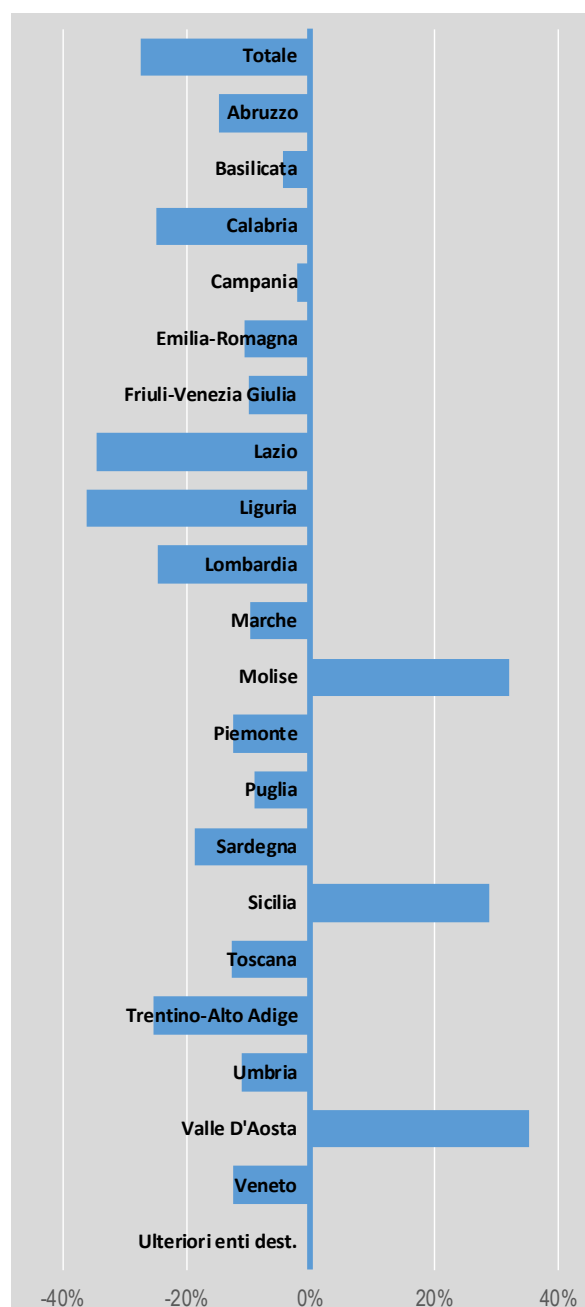 Totale
Abruzzo
Basilicata
Calabria
Campania
Emilia-Romagna
Friuli-Venezia Giulia
Lazio
Liguria
Lombardia
Marche
Molise
Piemonte
Puglia
Sardegna
Sicilia
Toscana
Trentino-Alto Adige
Umbria
Valle D'Aosta
Veneto
Ulteriori enti dest.
-40% -20% 0% 20% 40%